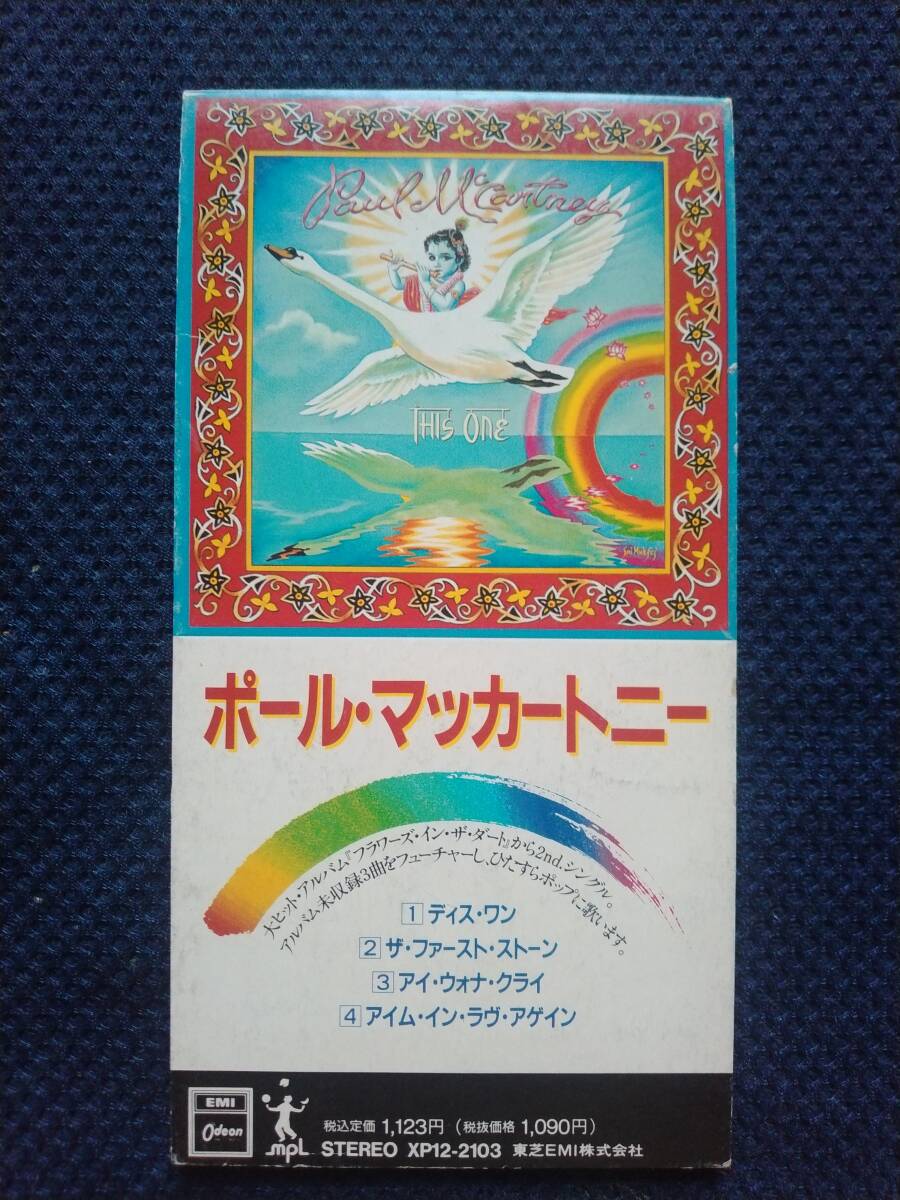 Paul McCartney
THIS ONE
ポール・マッカートニー
大ヒット・アルバム『フラワーズ・イン・ザ・ダート』から2nd.シングル。
アルバム未収録3曲をフューチャーし、ひたすらポップに歌います。
1 ディス・ワン
2 ザ・ファースト・ストーン
3 アイ・ウォナ・クライ
4 アイム・イン・ラヴ・アゲイン
EMI
Odeon
mpL
税込定価 1,123円（税抜価格 1,090円）
STEREO XP12-2103 東芝EMI株式会社